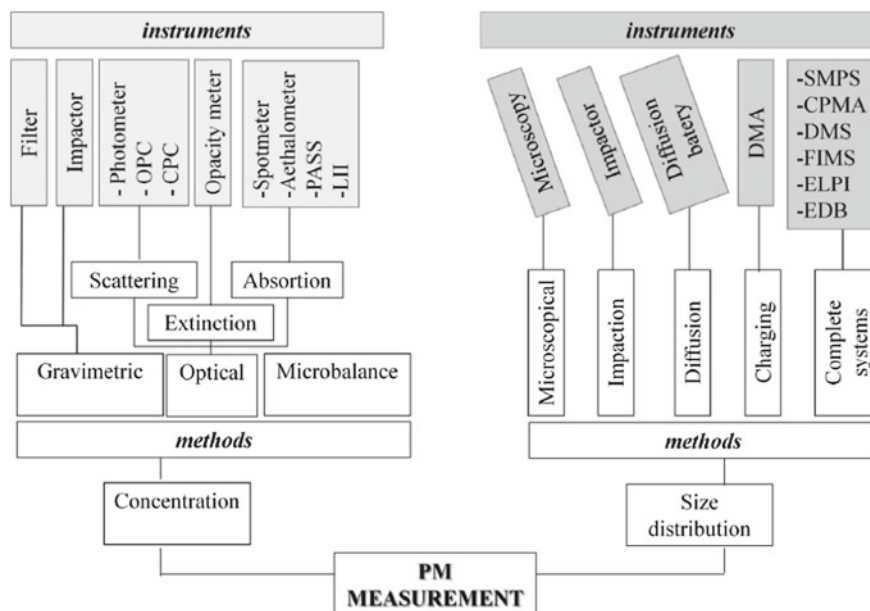 instruments
Filter
Impactor
- Photometer
- OPC
- CPC
Opacity meter
-Spotmeter
- Aethalometer
-PASS
- LII
Scattering
Absortion
Extinction
Gravimetric
Optical
Microbalance
methods
Concentration
instruments
Microscopy
Impactor
Diffusion
batery
DMA
-SMPS
-CPMA
-DMS
-FIMS
-ELPI
-EDB
Microscopical
Impaction
Diffusion
Charging
Complete
systems
methods
Size
distribution
PM
MEASUREMENT